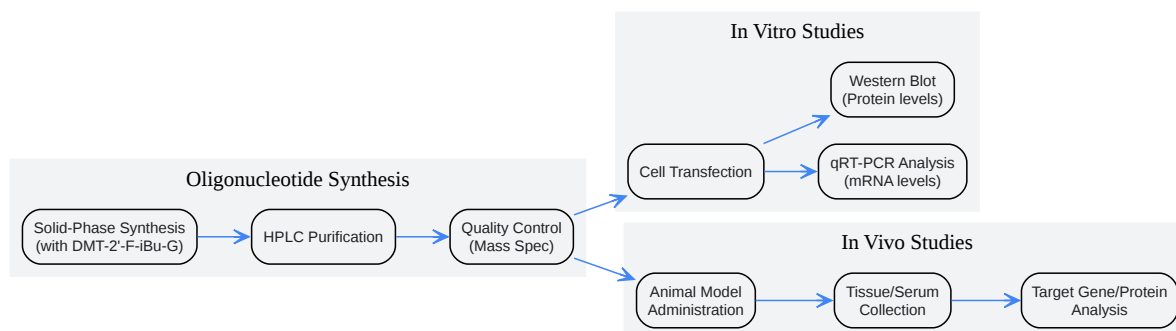 In Vitro Studies
Western Blot
(Protein levels)
Cell Transfection
qRT-PCR Analysis
(mRNA levels)
Oligonucleotide Synthesis
Solid-Phase Synthesis
(with DMT-2'-F-iBu-G)
HPLC Purification
Quality Control
(Mass Spec)
In Vivo Studies
Animal Model
Administration
Tissue/Serum
Collection
Target Gene/Protein
Analysis